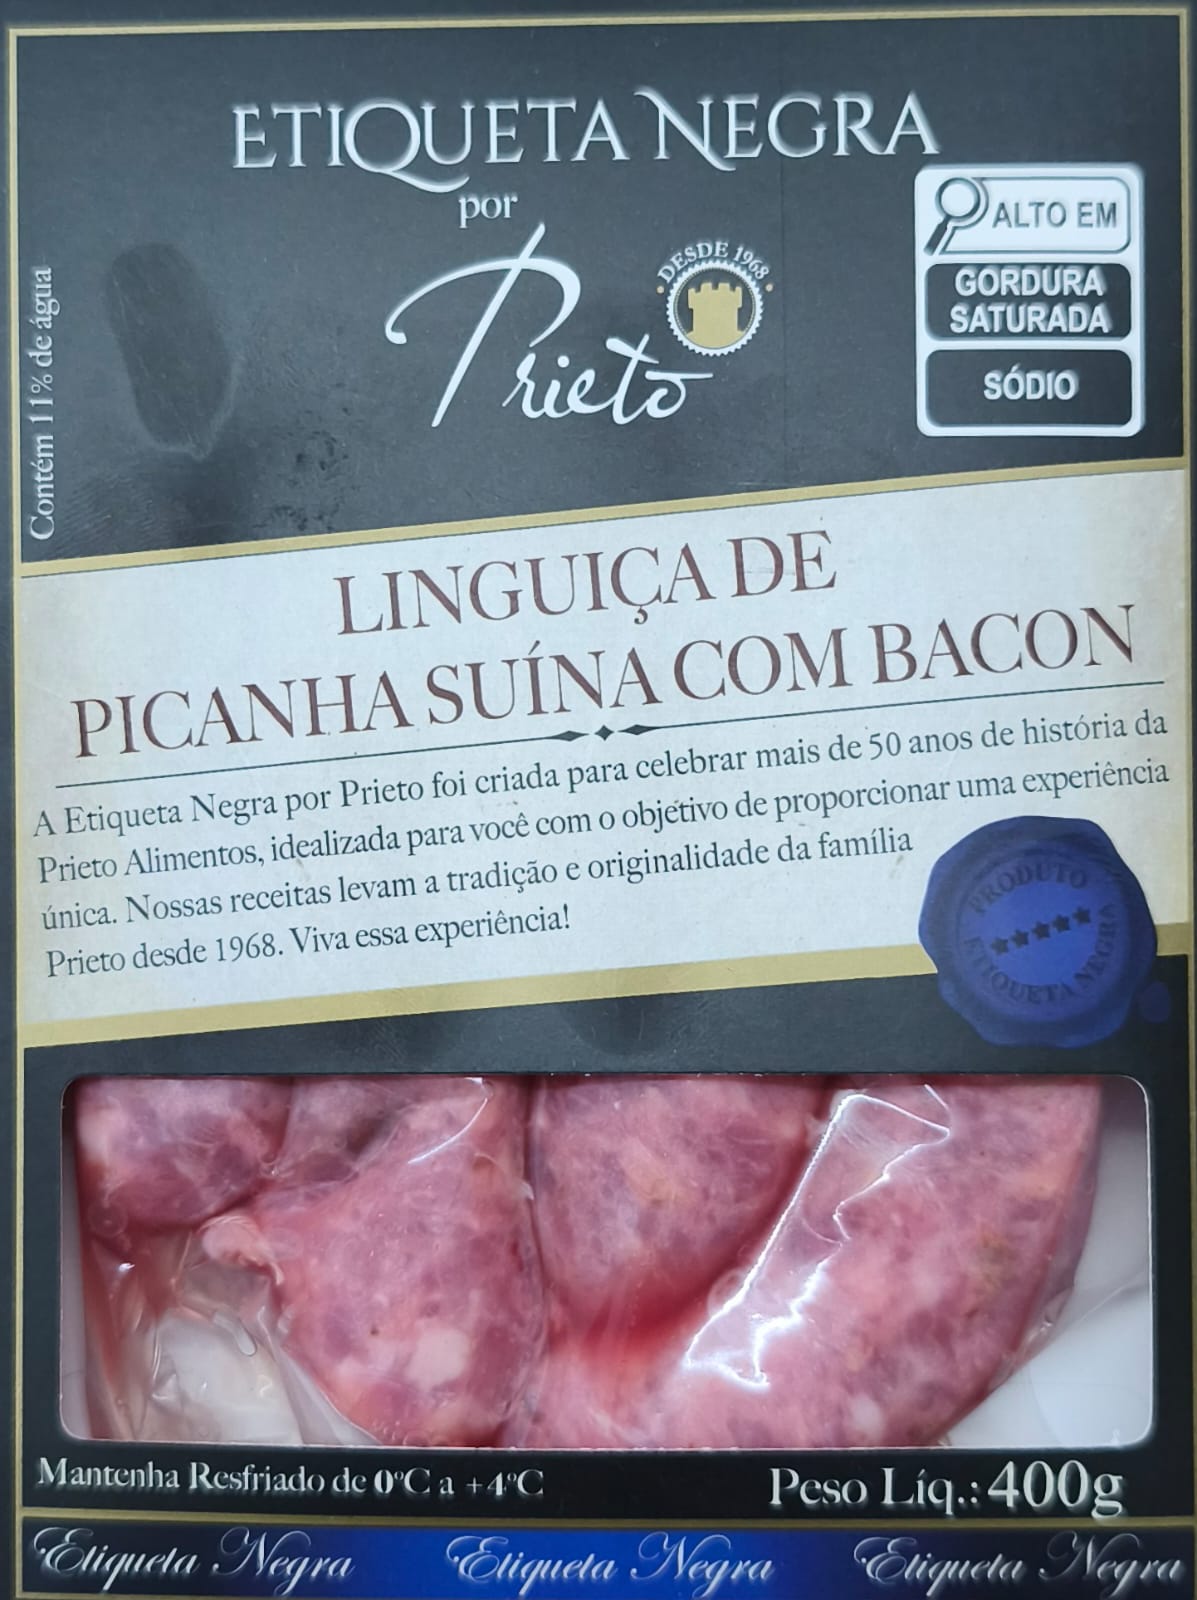 ETIQUETA NEGRA
por
Prieto
DESDE 1968
ALTO EM
GORDURA
SATURADA
SÓDIO
Contém 11% de água
LINGUIÇA DE
PICANHA SUÍNA COM BACON
A Etiqueta Negra por Prieto foi criada para celebrar mais de 50 anos de história da
Prieto Alimentos, idealizada para você com o objetivo de proporcionar uma experiência
única. Nossas receitas levam a tradição e originalidade da família
Prieto desde 1968. Viva essa experiência!
PRODUTO
ETIQUETA NEGRA
Mantenha Resfriado de 0ºC a +4ºC
Peso Líq.: 400g
Etiqueta Negra Etiqueta Negra Etiqueta Negra